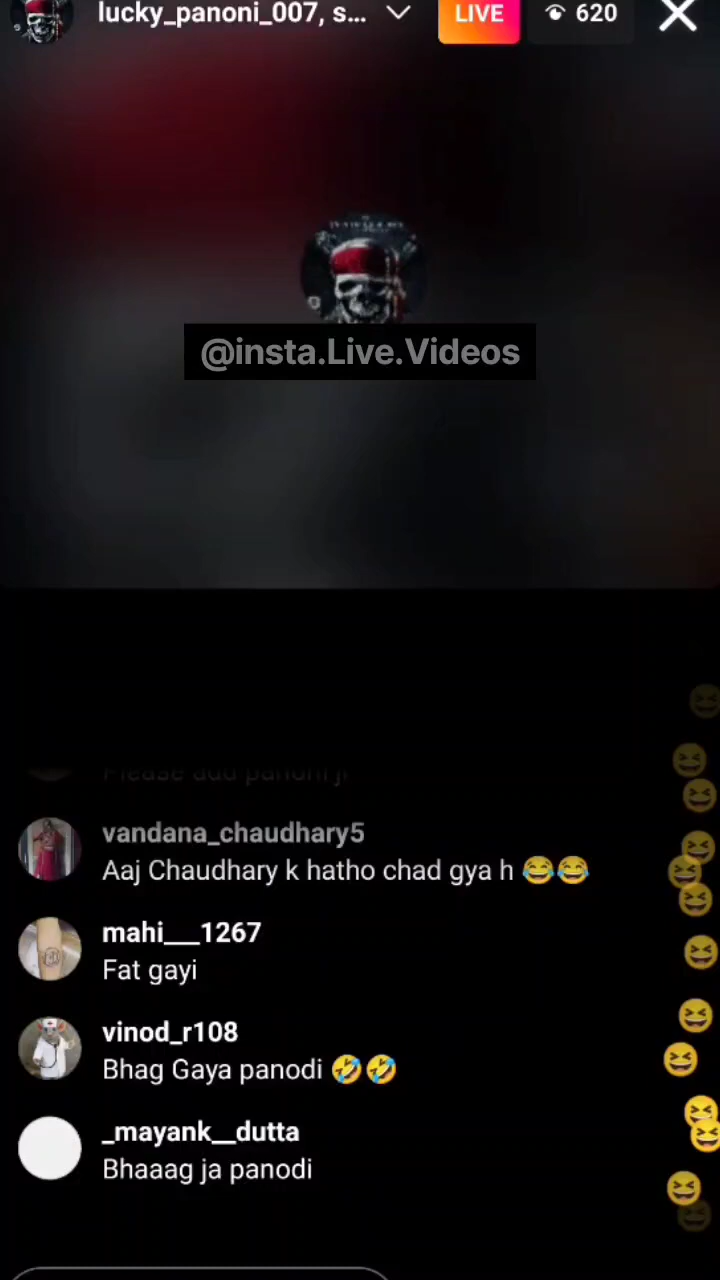 lucky_panoni_007, s...
LIVE
620
@insta.Live.Videos
Please add panoni ji
vandana_chaudhary5
Aaj Chaudhary k hatho chad gya h 😂😂
mahi___1267
Fat gayi
vinod_r108
Bhag Gaya panodi 🤣🤣
_mayank__dutta
Bhaaag ja panodi